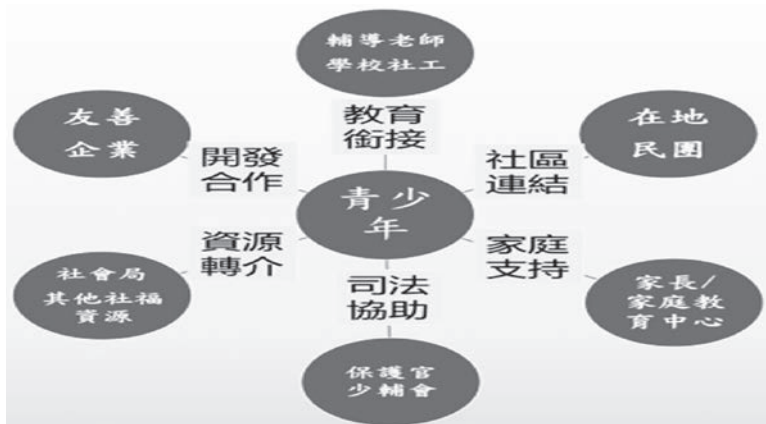 輔導老師
學校社工
教育
銜接
友善
企業
開發
合作
在地
民團
社區
連結
青少
年
資源
轉介
社會局
其他社福
資源
家庭
支持
家長/
家庭教
育中心
司法
協助
保護官
少輔會